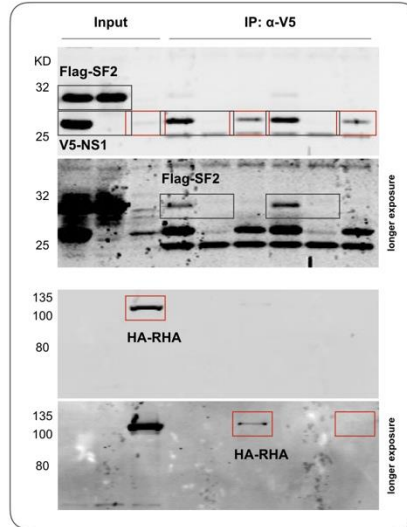 Input IP: α-V5
KD
32
Flag-SF2
25
V5-NS1
Flag-SF2
32
25
longer exposure
135
100
HA-RHA
80
135
100
HA-RHA
80
longer exposure